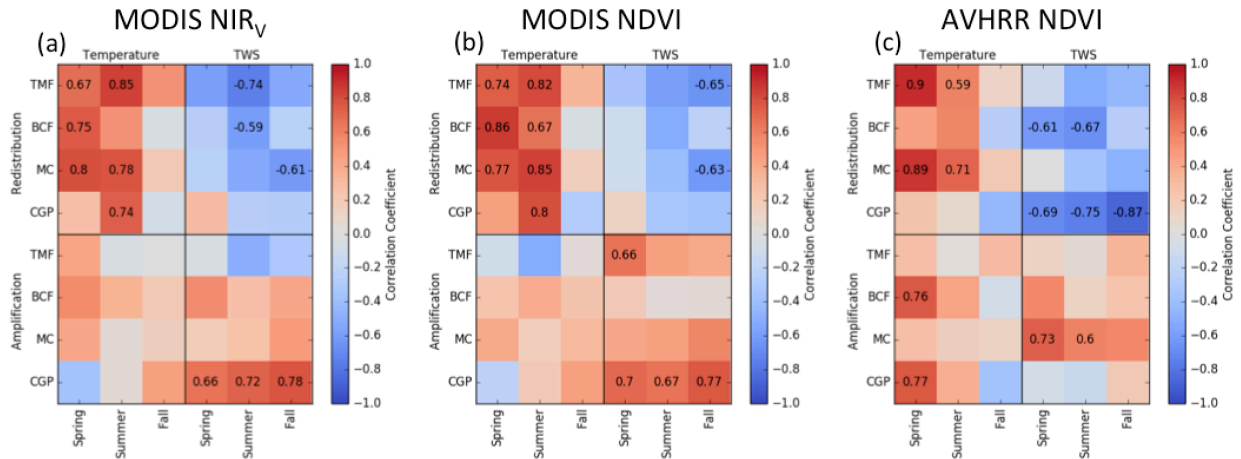 MODIS NIRV
(a)
Temperature TWS
Redistribution
Amplification
TMF 0.67 0.85 -0.74
BCF 0.75 -0.59
MC 0.8 0.78 -0.61
CGP 0.74
TMF
BCF
MC
CGP 0.66 0.72 0.78
Spring Summer Fall Spring Summer Fall
1.0
0.8
0.6
0.4
0.2
0.0
−0.2
−0.4
−0.6
−0.8
−1.0
Correlation Coefficient
MODIS NDVI
(b)
Temperature TWS
Redistribution
Amplification
TMF 0.74 0.82 -0.65
BCF 0.86 0.67
MC 0.77 0.85 -0.63
CGP 0.8
TMF 0.66
BCF
MC
CGP 0.7 0.67 0.77
Spring Summer Fall Spring Summer Fall
1.0
0.8
0.6
0.4
0.2
0.0
−0.2
−0.4
−0.6
−0.8
−1.0
Correlation Coefficient
AVHRR NDVI
(c)
Temperature TWS
Redistribution
Amplification
TMF 0.9 0.59
BCF -0.61 -0.67
MC 0.89 0.71
CGP -0.69 -0.75 -0.87
TMF
BCF 0.76
MC 0.73 0.6
CGP 0.77
Spring Summer Fall Spring Summer Fall
1.0
0.8
0.6
0.4
0.2
0.0
−0.2
−0.4
−0.6
−0.8
−1.0
Correlation Coefficient